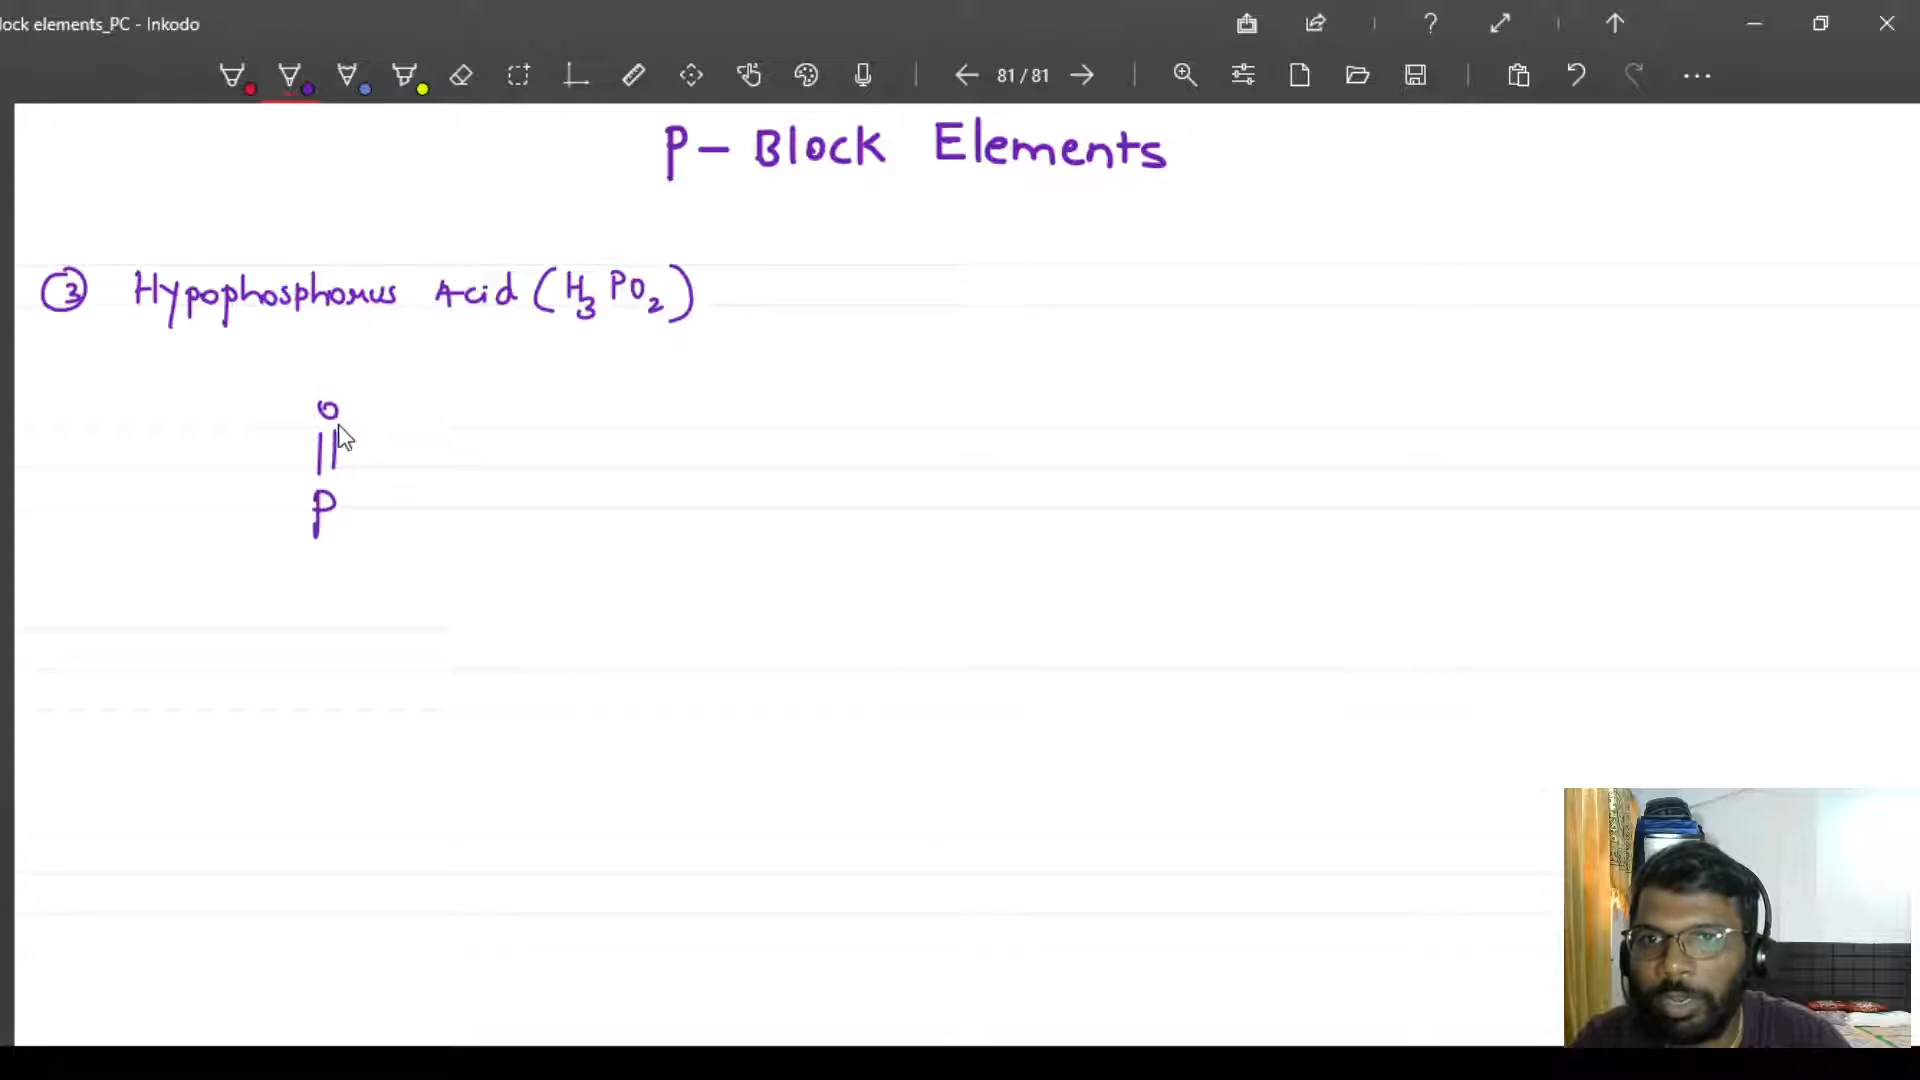 lock elements_PC - Inkodo
81 / 81
P - Block Elements
③ Hypophosphorus Acid (H₃PO₂)
O
||
P